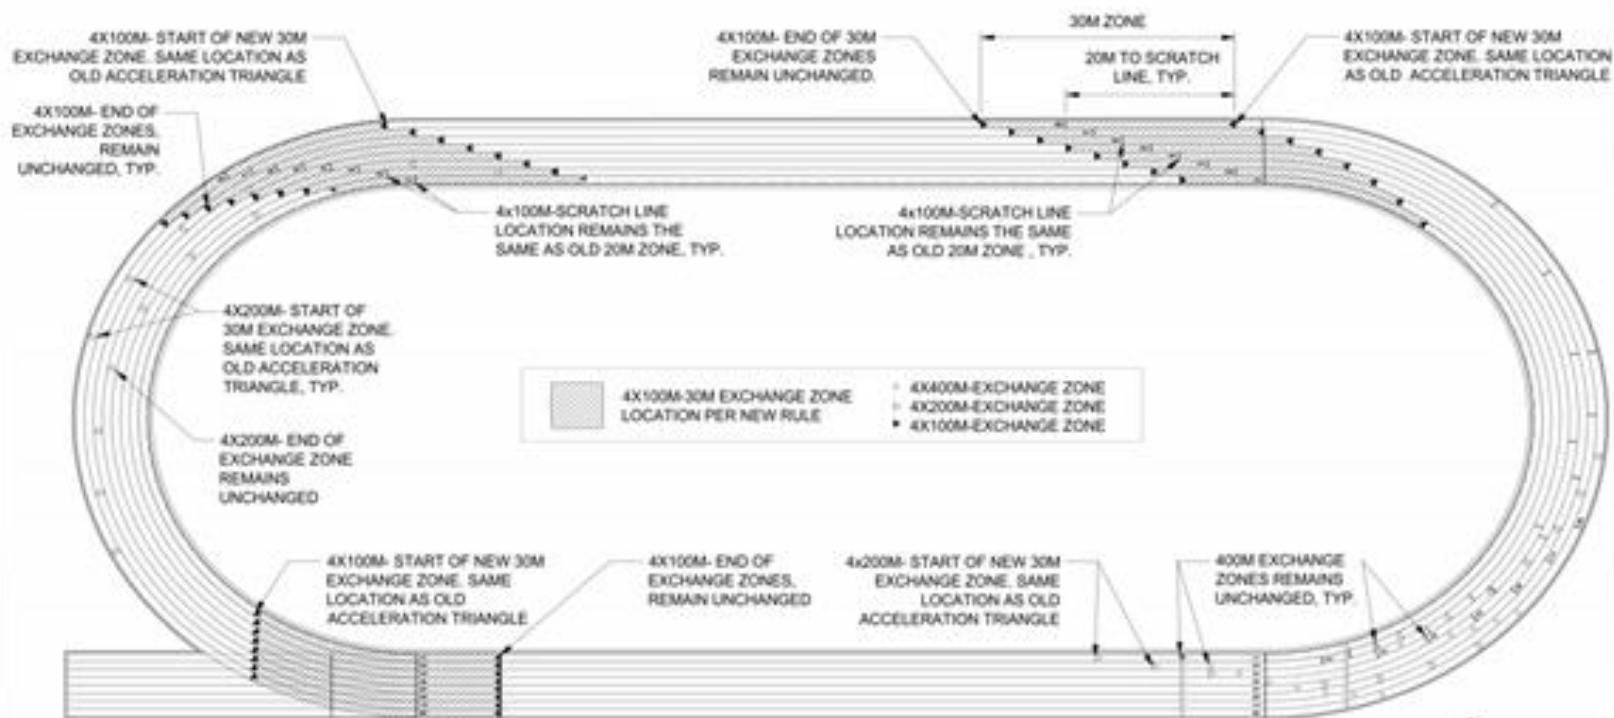 4X100M- START OF NEW 30M
EXCHANGE ZONE. SAME LOCATION AS
OLD ACCELERATION TRIANGLE
4X100M- END OF
EXCHANGE ZONES,
REMAIN
UNCHANGED, TYP.
4X100M- END OF 30M
EXCHANGE ZONES
REMAIN UNCHANGED.
30M ZONE
20M TO SCRATCH
LINE, TYP.
4X100M- START OF NEW 30M
EXCHANGE ZONE. SAME LOCATION
AS OLD ACCELERATION TRIANGLE
4x100M-SCRATCH LINE
LOCATION REMAINS THE
SAME AS OLD 20M ZONE, TYP.
4x100M-SCRATCH LINE
LOCATION REMAINS THE SAME
AS OLD 20M ZONE , TYP.
4X200M- START OF
30M EXCHANGE ZONE.
SAME LOCATION AS
OLD ACCELERATION
TRIANGLE, TYP.
4X200M- END OF
EXCHANGE ZONE
REMAINS
UNCHANGED
4X100M-30M EXCHANGE ZONE
LOCATION PER NEW RULE
4X400M-EXCHANGE ZONE
4X200M-EXCHANGE ZONE
4X100M-EXCHANGE ZONE
4X100M- START OF NEW 30M
EXCHANGE ZONE. SAME
LOCATION AS OLD
ACCELERATION TRIANGLE
4X100M- END OF
EXCHANGE ZONES,
REMAIN UNCHANGED
4x200M- START OF NEW 30M
EXCHANGE ZONE. SAME
LOCATION AS OLD
ACCELERATION TRIANGLE
400M EXCHANGE
ZONES REMAINS
UNCHANGED, TYP.